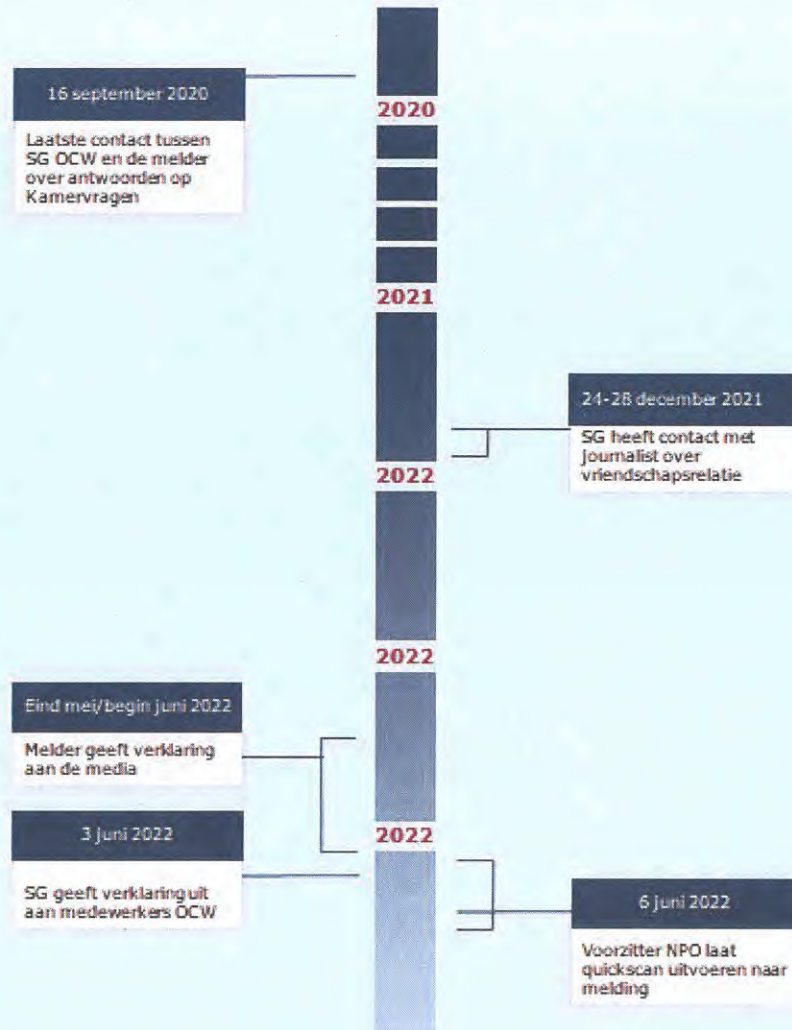 16 september 2020
Laatste contact tussen
SG OCW en de melder
over antwoorden op
Kamervragen
2020
2021
24-28 december 2021
SG heeft contact met
journalist over
vriendschapsrelatie
2022
2022
Eind mei/begin juni 2022
Melder geeft verklaring
aan de media
2022
3 juni 2022
SG geeft verklaring uit
aan medewerkers OCW
6 juni 2022
Voorzitter NPO laat
quickscan uitvoeren naar
melding